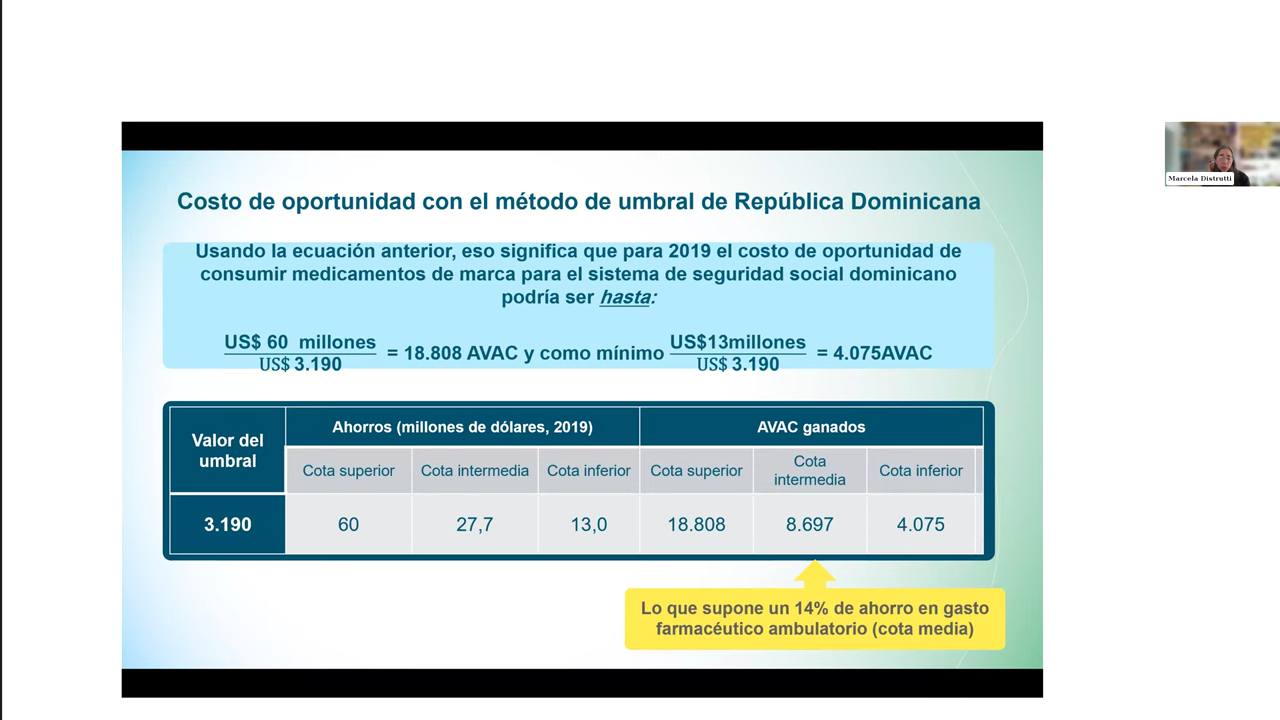 Costo de oportunidad con el método de umbral de República Dominicana
Usando la ecuación anterior, eso significa que para 2019 el costo de oportunidad de
consumir medicamentos de marca para el sistema de seguridad social dominicano
podría ser hasta:
US$ 60 millones / US$ 3.190 = 18.808 AVAC y como mínimo US$13millones / US$ 3.190 = 4.075AVAC
Valor del umbral
Ahorros (millones de dólares, 2019)
AVAC ganados
Cota superior
Cota intermedia
Cota inferior
Cota superior
Cota intermedia
Cota inferior
3.190
60
27,7
13,0
18.808
8.697
4.075
Lo que supone un 14% de ahorro en gasto
farmacéutico ambulatorio (cota media)
Marcela Distrutti